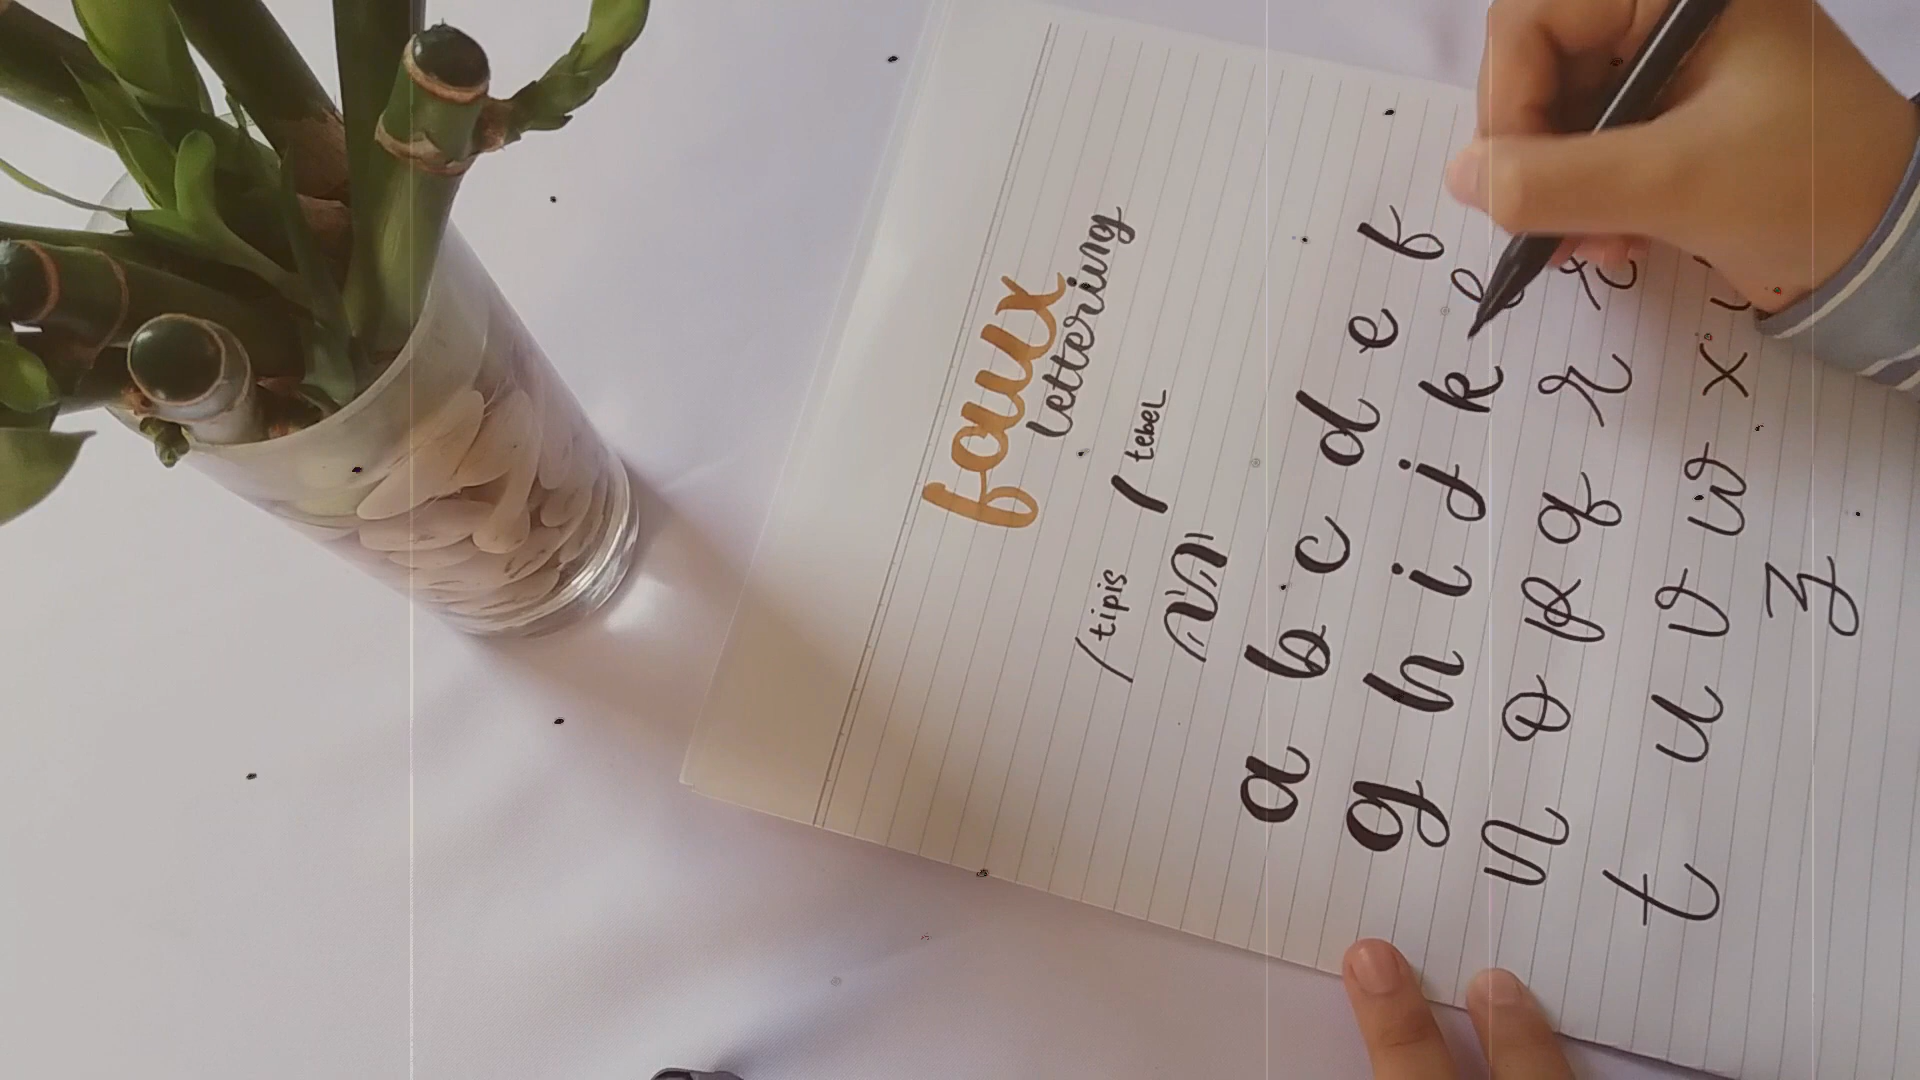 faux
Lettering
/ tipis / tebel
a b c d e f
g h i j k l
n o p q r s
t u v w x
z